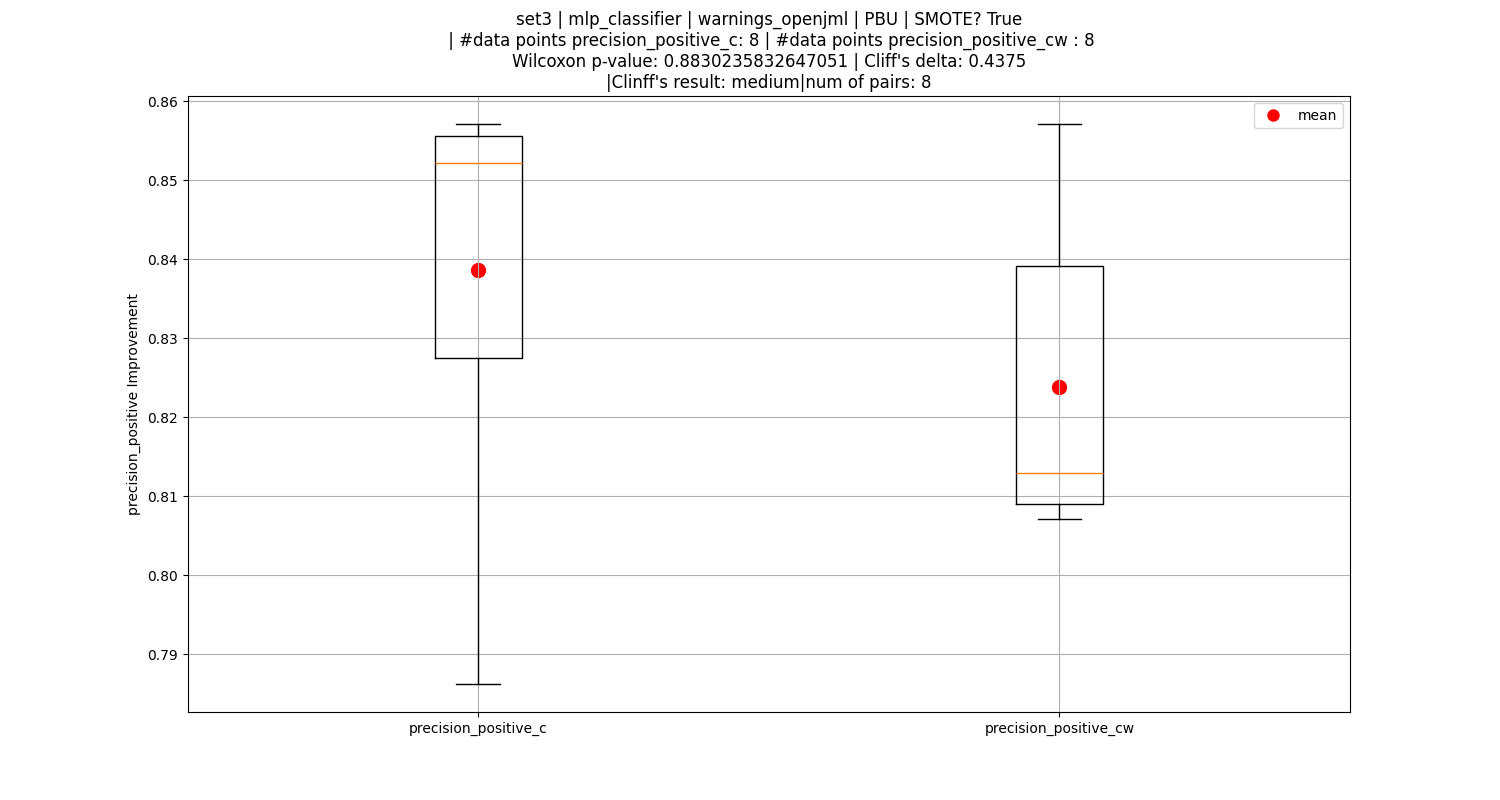 set3 | mlp_classifier | warnings_openjml | PBU | SMOTE? True
| #data points precision_positive_c: 8 | #data points precision_positive_cw : 8
Wilcoxon p-value: 0.8830235832647051 | Cliff's delta: 0.4375
|Clinff's result: medium|num of pairs: 8
mean
precision_positive Improvement
0.86
0.85
0.84
0.83
0.82
0.81
0.80
0.79
precision_positive_c
precision_positive_cw